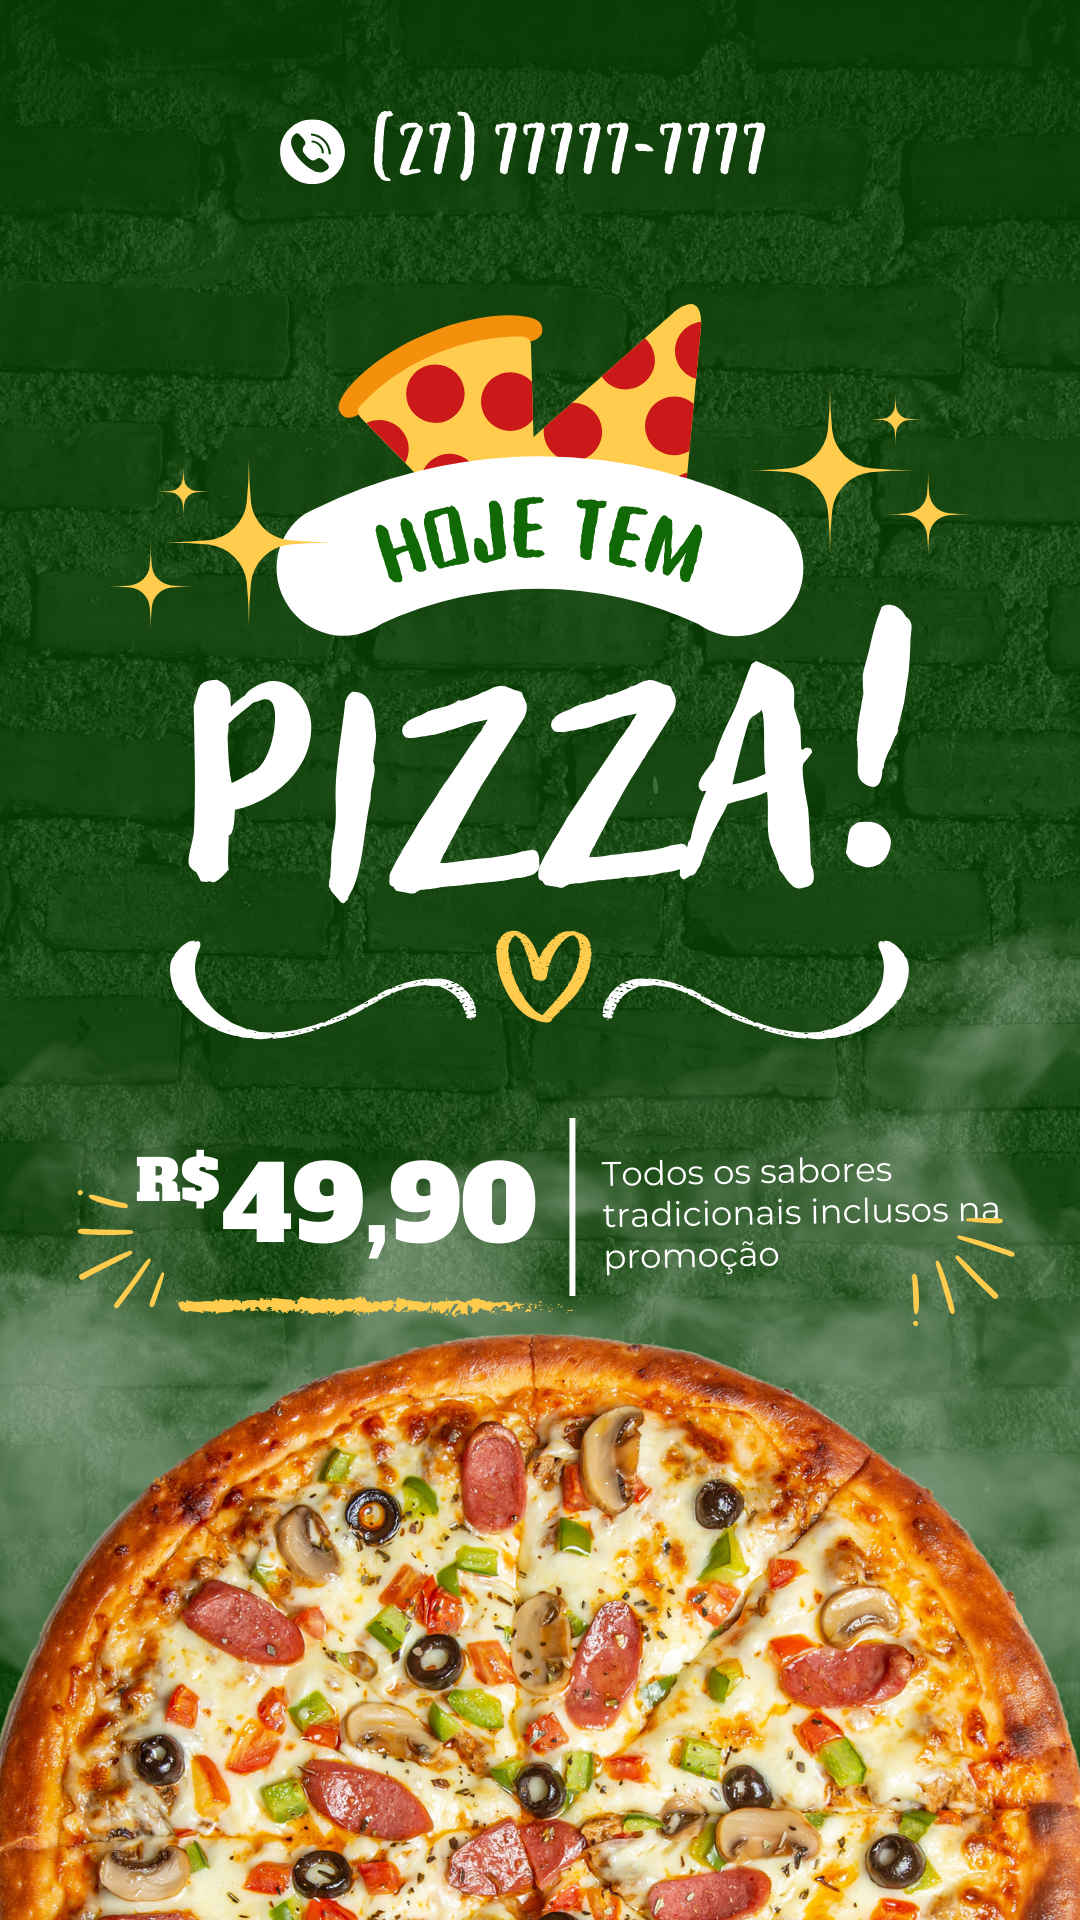 (27) 77777-7777
HOJE TEM
PIZZA!
R$49,90
Todos os sabores
tradicionais inclusos na
promoção